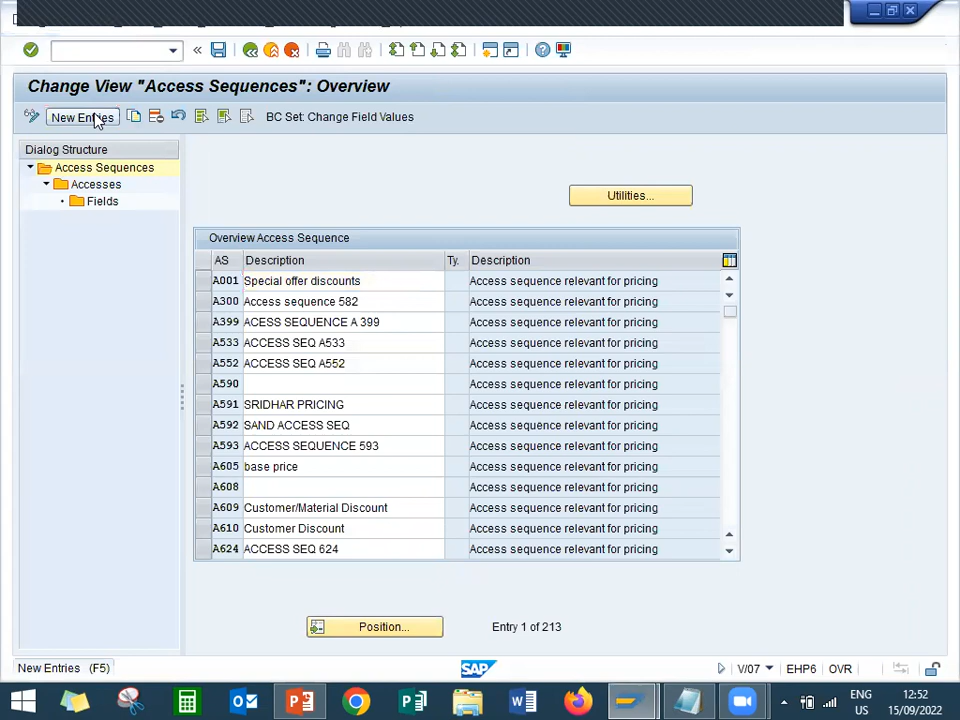 Change View "Access Sequences": Overview
New Entries
BC Set: Change Field Values
Dialog Structure
Access Sequences
Accesses
Fields
Utilities...
Overview Access Sequence
AS Description Ty. Description
A001 Special offer discounts Access sequence relevant for pricing
A300 Access sequence 582 Access sequence relevant for pricing
A399 ACESS SEQUENCE A 399 Access sequence relevant for pricing
A533 ACCESS SEQ A533 Access sequence relevant for pricing
A552 ACCESS SEQ A552 Access sequence relevant for pricing
A590 Access sequence relevant for pricing
A591 SRIDHAR PRICING Access sequence relevant for pricing
A592 SAND ACCESS SEQ Access sequence relevant for pricing
A593 ACCESS SEQUENCE 593 Access sequence relevant for pricing
A605 base price Access sequence relevant for pricing
A608 Access sequence relevant for pricing
A609 Customer/Material Discount Access sequence relevant for pricing
A610 Customer Discount Access sequence relevant for pricing
A624 ACCESS SEQ 624 Access sequence relevant for pricing
Position... Entry 1 of 213
New Entries (F5) SAP V/07 EHP6 OVR
ENG 12:52
US 15/09/2022